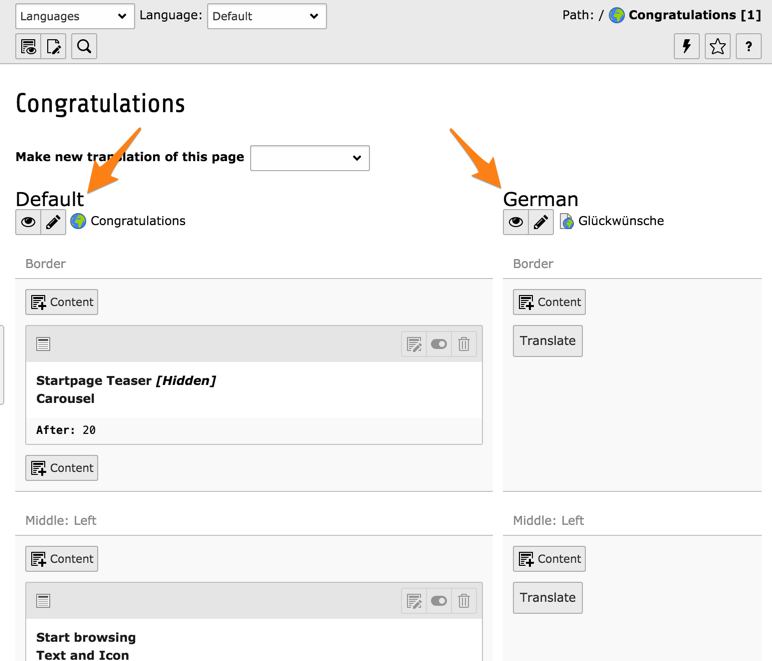 Languages Language: Default Path: / Congratulations [1]
?
Congratulations
Make new translation of this page
Default German
Congratulations Glückwünsche
Border Border
Content Content
Translate
Startpage Teaser [Hidden]
Carousel
After: 20
Content
Middle: Left Middle: Left
Content Content
Translate
Start browsing
Text and Icon